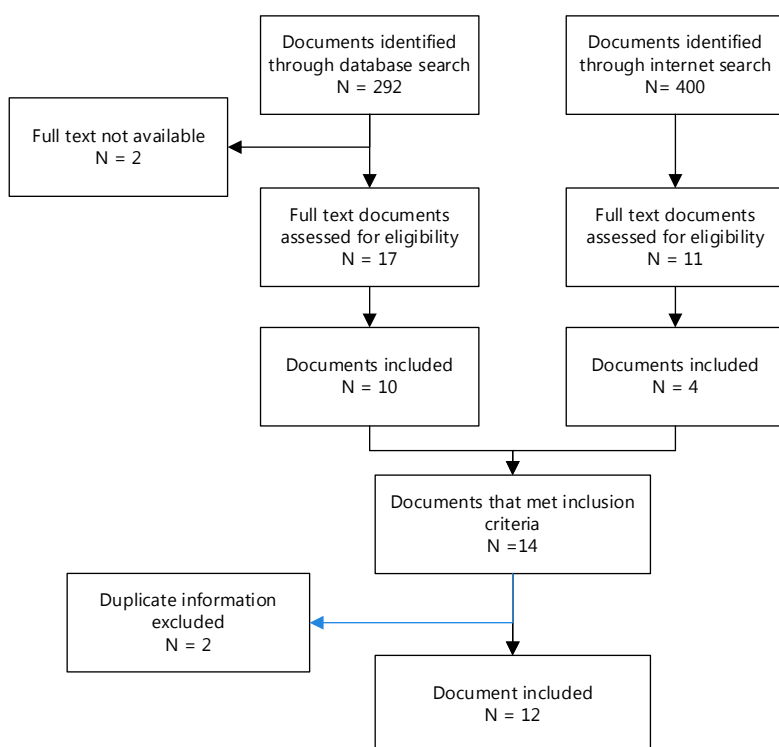 Documents identified
through database search
N = 292
Documents identified
through internet search
N= 400
Full text not available
N = 2
Full text documents
assessed for eligibility
N = 17
Full text documents
assessed for eligibility
N = 11
Documents included
N = 10
Documents included
N = 4
Documents that met inclusion
criteria
N =14
Duplicate information
excluded
N = 2
Document included
N = 12